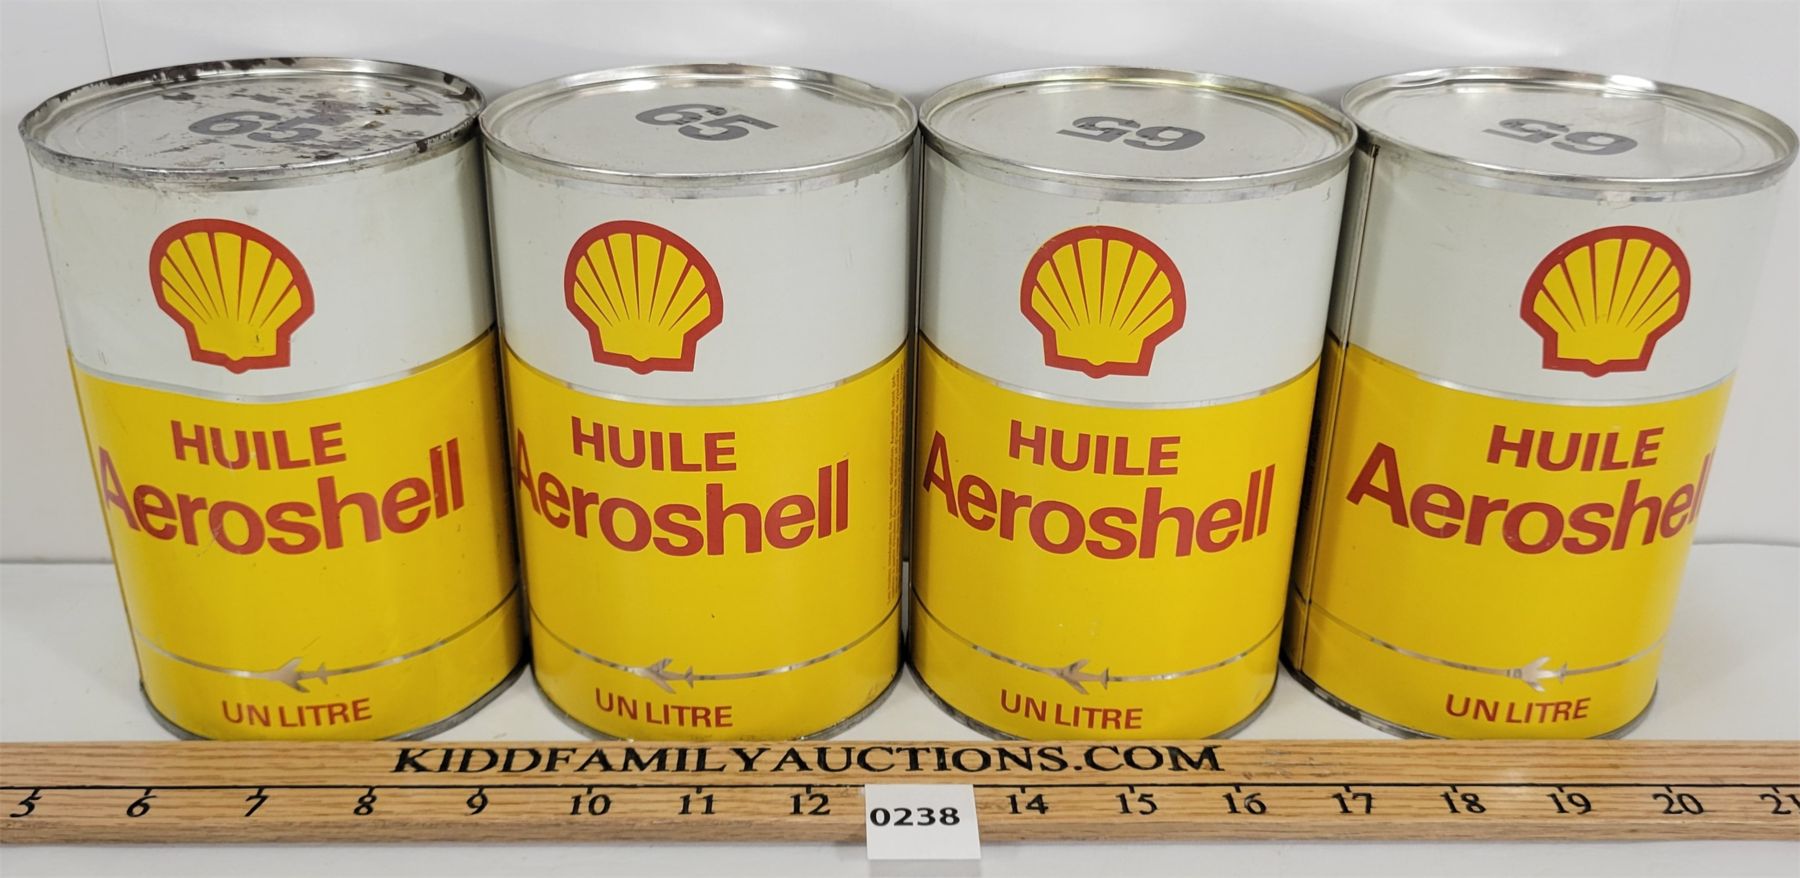 65
65
65
65
HUILE
Aeroshell
UN LITRE
HUILE
Aeroshell
UN LITRE
HUILE
Aeroshell
UN LITRE
HUILE
Aeroshell
UN LITRE
KIDDFAMILYAUCTIONS.COM
5 6 7 8 9 10 11 12 14 15 16 17 18 19 20 21
0238